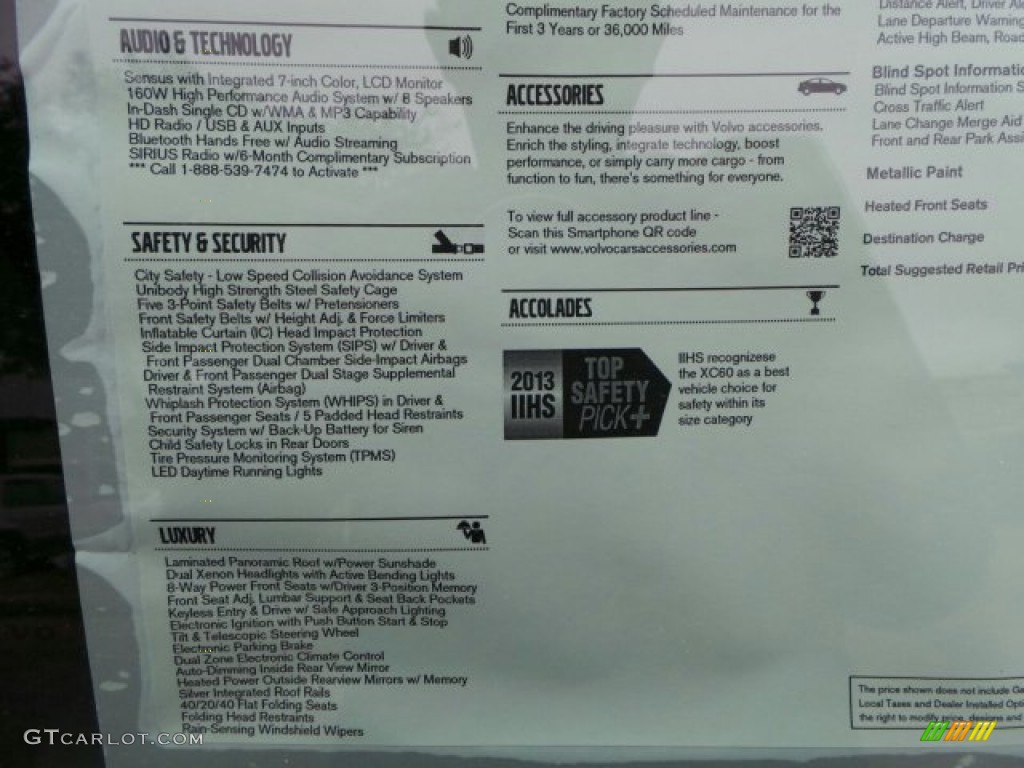 AUDIO & TECHNOLOGY
Sensus with Integrated 7-inch Color, LCD Monitor
160W High Performance Audio System w/ 8 Speakers
In-Dash Single CD w/WMA & MP3 Capability
HD Radio / USB & AUX Inputs
Bluetooth Hands Free w/ Audio Streaming
SIRIUS Radio w/6-Month Complimentary Subscription
*** Call 1-888-539-7474 to Activate ***
SAFETY & SECURITY
City Safety - Low Speed Collision Avoidance System
Unibody High Strength Steel Safety Cage
Five 3-Point Safety Belts w/ Pretensioners
Front Safety Belts w/ Height Adj. & Force Limiters
Inflatable Curtain (IC) Head Impact Protection
Side Impact Protection System (SIPS) w/ Driver &
Front Passenger Dual Chamber Side-Impact Airbags
Driver & Front Passenger Dual Stage Supplemental
Restraint System (Airbag)
Whiplash Protection System (WHIPS) in Driver &
Front Passenger Seats / 5 Padded Head Restraints
Security System w/ Back-Up Battery for Siren
Child Safety Locks in Rear Doors
Tire Pressure Monitoring System (TPMS)
LED Daytime Running Lights
LUXURY
Laminated Panoramic Roof w/Power Sunshade
Dual Xenon Headlights with Active Bending Lights
8-Way Power Front Seats w/Driver 3-Position Memory
Front Seat Adj. Lumbar Support & Seat Back Pockets
Keyless Entry & Drive w/ Safe Approach Lighting
Electronic Ignition with Push Button Start & Stop
Tilt & Telescopic Steering Wheel
Electronic Parking Brake
Dual Zone Electronic Climate Control
Auto-Dimming Inside Rear View Mirror
Heated Power Outside Rearview Mirrors w/ Memory
Silver Integrated Roof Rails
40/20/40 Flat Folding Seats
Folding Head Restraints
Rain-Sensing Windshield Wipers
Complimentary Factory Scheduled Maintenance for the
First 3 Years or 36,000 Miles
ACCESSORIES
Enhance the driving pleasure with Volvo accessories.
Enrich the styling, integrate technology, boost
performance, or simply carry more cargo - from
function to fun, there's something for everyone.
To view full accessory product line -
Scan this Smartphone QR code
or visit www.volvocarsaccessories.com
ACCOLADES
2013
IIHS
TOP
SAFETY
PICK+
IIHS recognizese
the XC60 as a best
vehicle choice for
safety within its
size category
Distance Alert, Driver
Lane Departure Warning
Active High Beam, Road
Blind Spot
Blind Spot Information
Cross Traffic Alert
Lane Change Merge Aid
Front and Rear Park
Metallic Paint
Heated Front Seats
Destination Charge
Total Suggested Retail
The price shown does not include
Local Taxes and Dealer Installed
the right to modify price, designs and
GTCARLOT.COM